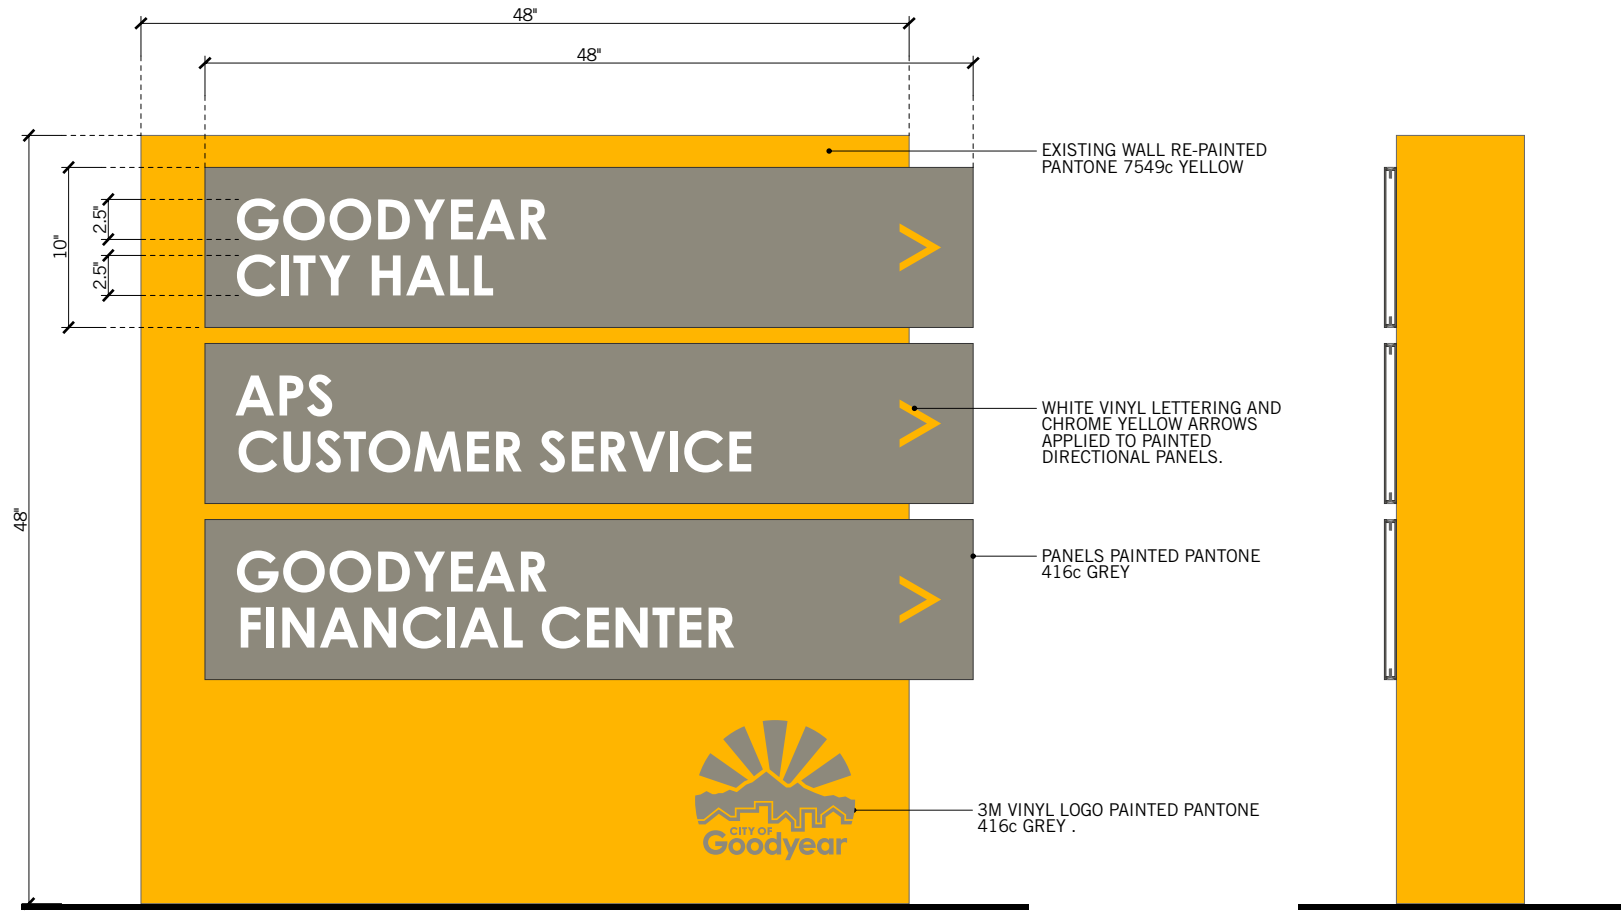 48"
48"
EXISTING WALL RE-PAINTED
PANTONE 7549c YELLOW
GOODYEAR
CITY HALL
>
2.5"
10"
2.5"
APS
CUSTOMER SERVICE
>
WHITE VINYL LETTERING AND
CHROME YELLOW ARROWS
APPLIED TO PAINTED
DIRECTIONAL PANELS.
48"
GOODYEAR
FINANCIAL CENTER
>
PANELS PAINTED PANTONE
416c GREY
3M VINYL LOGO PAINTED PANTONE
416c GREY .
CITY OF
Goodyear